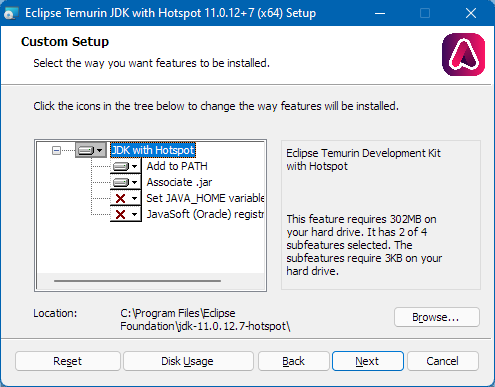 Eclipse Temurin JDK with Hotspot 11.0.12+7 (x64) Setup
Custom Setup
Select the way you want features to be installed.
Click the icons in the tree below to change the way features will be installed.
JDK with Hotspot
Add to PATH
Associate .jar
Set JAVA_HOME variable
JavaSoft (Oracle) registr
Eclipse Temurin Development Kit
with Hotspot
This feature requires 302MB on
your hard drive. It has 2 of 4
subfeatures selected. The
subfeatures require 3KB on your
hard drive.
Location:
C:\Program Files\Eclipse
Foundation\jdk-11.0.12.7-hotspot\
Browse...
Reset
Disk Usage
Back
Next
Cancel